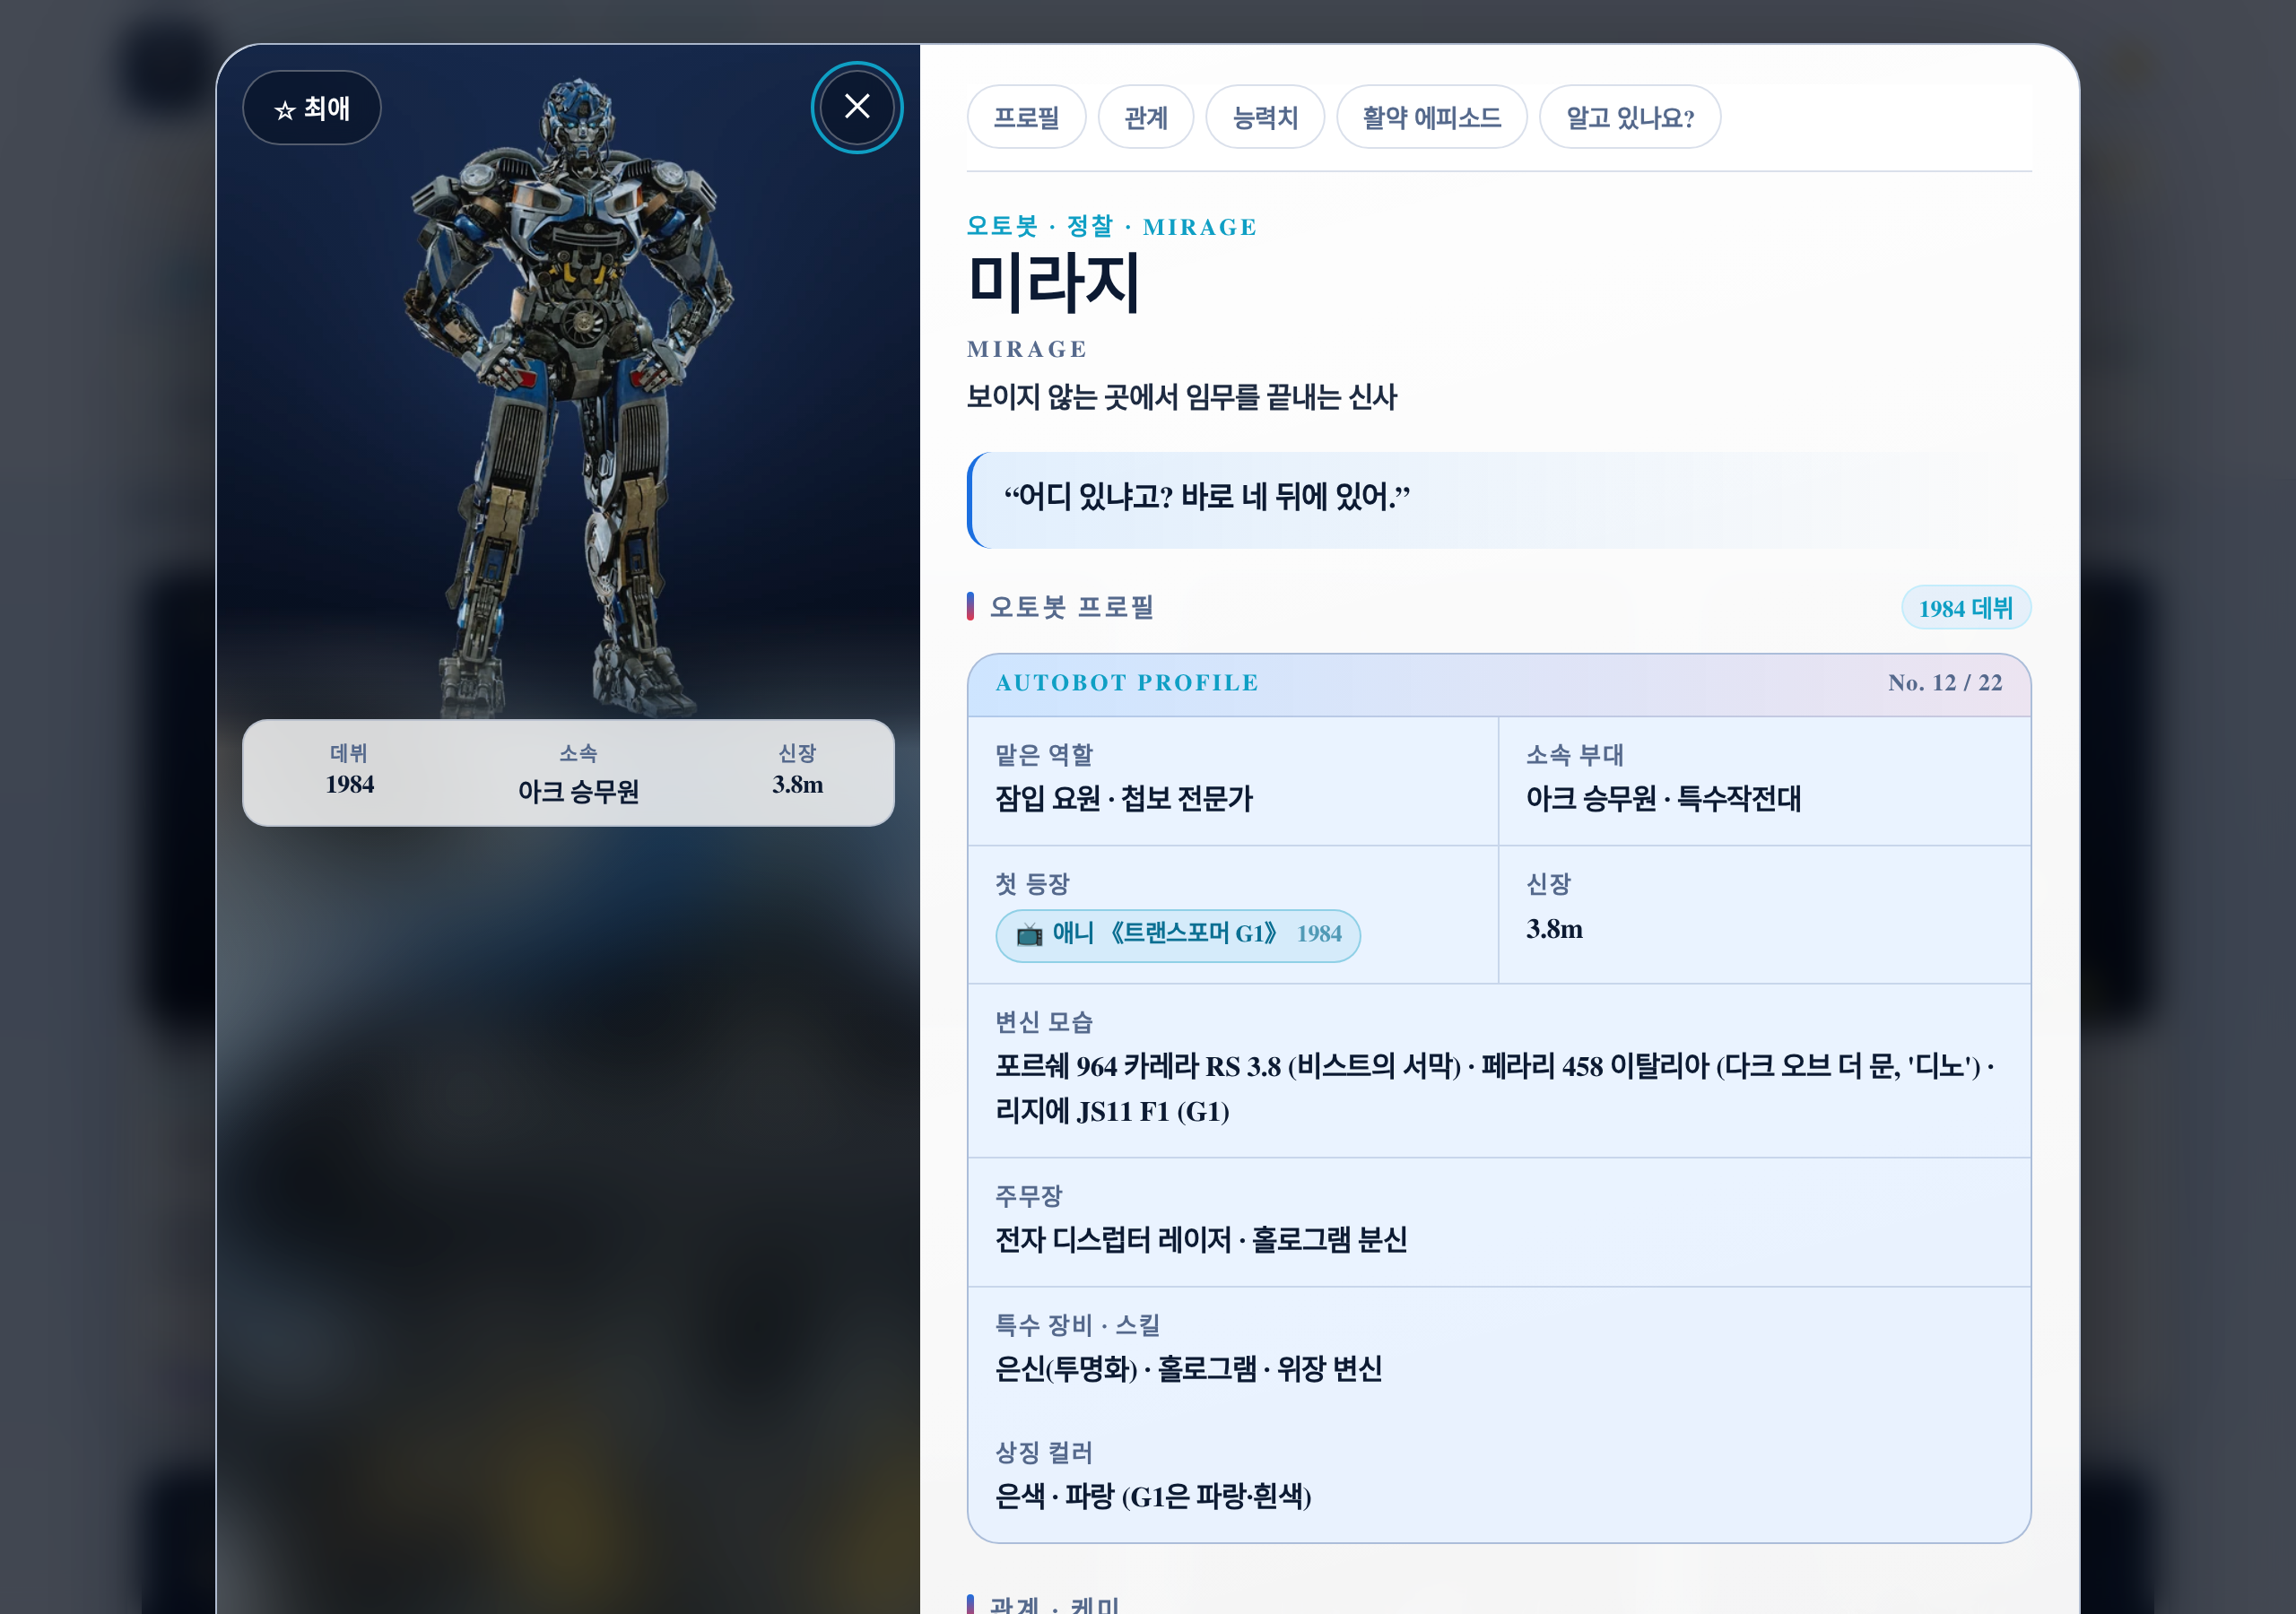 ☆ 최애
데뷔
1984
소속
아크 승무원
신장
3.8m
프로필
관계
능력치
활약 에피소드
알고 있나요?
오토봇 · 정찰 · MIRAGE
미라지
MIRAGE
보이지 않는 곳에서 임무를 끝내는 신사
“어디 있냐고? 바로 네 뒤에 있어.”
오토봇 프로필
1984 데뷔
AUTOBOT PROFILE
No. 12 / 22
맡은 역할
잠입 요원 · 첩보 전문가
소속 부대
아크 승무원 · 특수작전대
첫 등장
📺 애니 《트랜스포머 G1》 1984
신장
3.8m
변신 모습
포르쉐 964 카레라 RS 3.8 (비스트의 서막) · 페라리 458 이탈리아 (다크 오브 더 문, '디노') ·
리지에 JS11 F1 (G1)
주무장
전자 디스럽터 레이저 · 홀로그램 분신
특수 장비 · 스킬
은신(투명화) · 홀로그램 · 위장 변신
상징 컬러
은색 · 파랑 (G1은 파랑·흰색)
관계 · 케미